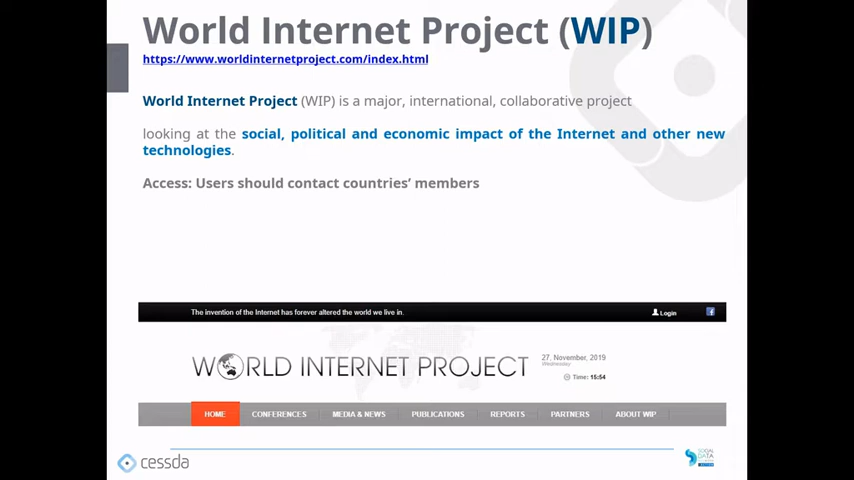 World Internet Project (WIP)
https://www.worldinternetproject.com/index.html
World Internet Project (WIP) is a major, international, collaborative project
looking at the social, political and economic impact of the Internet and other new
technologies.
Access: Users should contact countries’ members
The invention of the Internet has forever altered the world we live in.
Login
WORLD INTERNET PROJECT
27, November, 2019
Wednesday
Time: 15:54
HOME CONFERENCES MEDIA & NEWS PUBLICATIONS REPORTS PARTNERS ABOUT WIP
cessda
SOCIAL
DATA